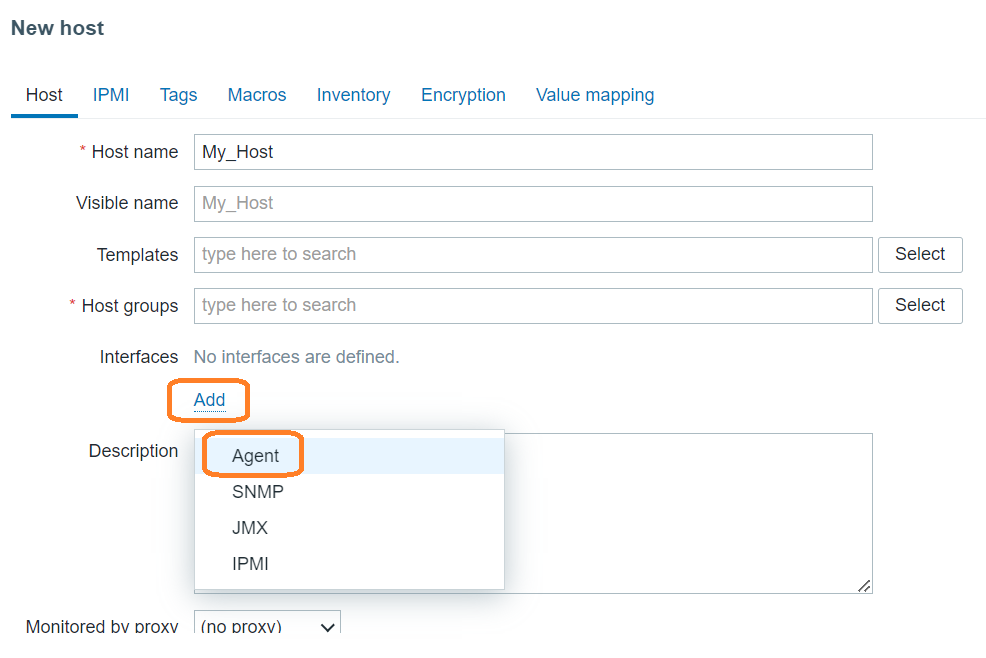 New host
Host IPMI Tags Macros Inventory Encryption Value mapping
* Host name My_Host
Visible name My_Host
Templates type here to search Select
* Host groups type here to search Select
Interfaces No interfaces are defined.
Add
Description
Agent
SNMP
JMX
IPMI
Monitored by proxy (no proxy)